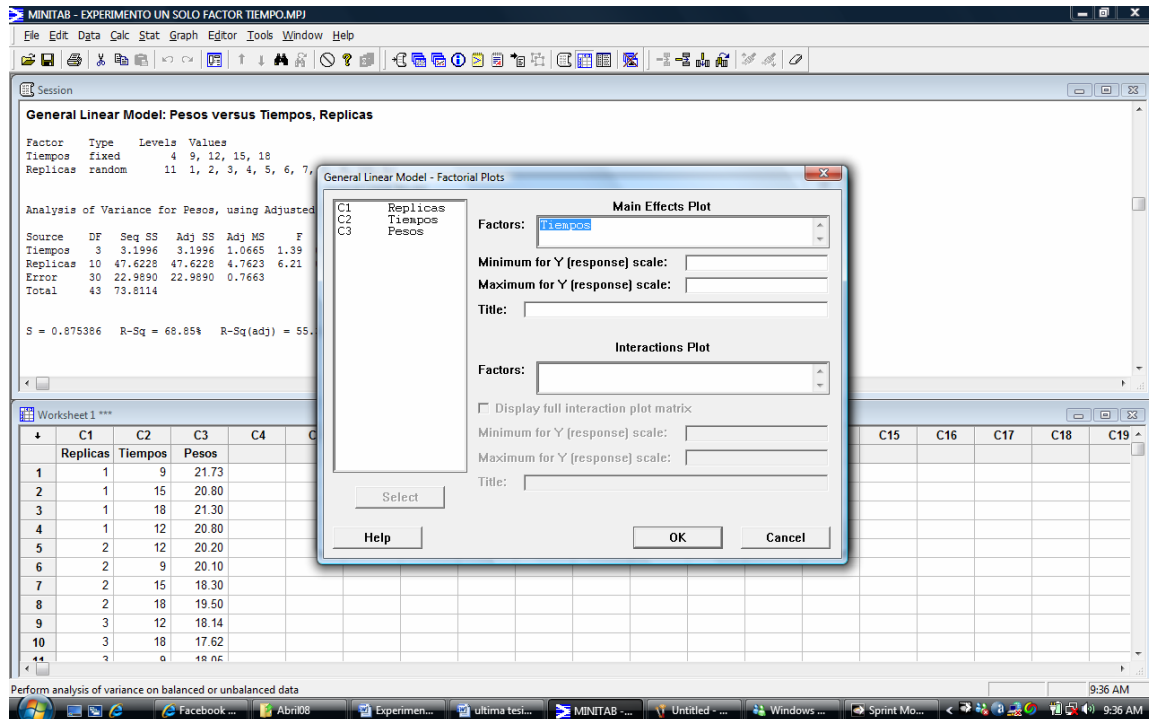 MINITAB - EXPERIMENTO UN SOLO FACTOR TIEMPO.MPJ
File Edit Data Calc Stat Graph Editor Tools Window Help
Session
General Linear Model: Pesos versus Tiempos, Replicas
Factor Type Levels Values
Tiempos fixed 4 9, 12, 15, 18
Replicas random 11 1, 2, 3, 4, 5, 6, 7,
Analysis of Variance for Pesos, using Adjusted
Source DF Seq SS Adj SS Adj MS F
Tiempos 3 3.1996 3.1996 1.0665 1.39
Replicas 10 47.6228 47.6228 4.7623 6.21
Error 30 22.9890 22.9890 0.7663
Total 43 73.8114
S = 0.875386 R-Sq = 68.85% R-Sq(adj) = 55.
General Linear Model - Factorial Plots
C1 Replicas
C2 Tiempos
C3 Pesos
Main Effects Plot
Factors: Tiempos
Minimum for Y (response) scale:
Maximum for Y (response) scale:
Title:
Interactions Plot
Factors:
Display full interaction plot matrix
Minimum for Y (response) scale:
Maximum for Y (response) scale:
Title:
Select
Help OK Cancel
Worksheet 1 ***
C1 C2 C3 C4 C C15 C16 C17 C18 C19
Replicas Tiempos Pesos
1 1 9 21.73
2 1 15 20.80
3 1 18 21.30
4 1 12 20.80
5 2 12 20.20
6 2 9 20.10
7 2 15 18.30
8 2 18 19.50
9 3 12 18.14
10 3 18 17.62
11 3 9 18.06
Perform analysis of variance on balanced or unbalanced data 9:36 AM
Facebook ... Abril08 Experimen... ultima tesi... MINITAB -... Untitled - ... Windows ... Sprint Mo... 9:36 AM